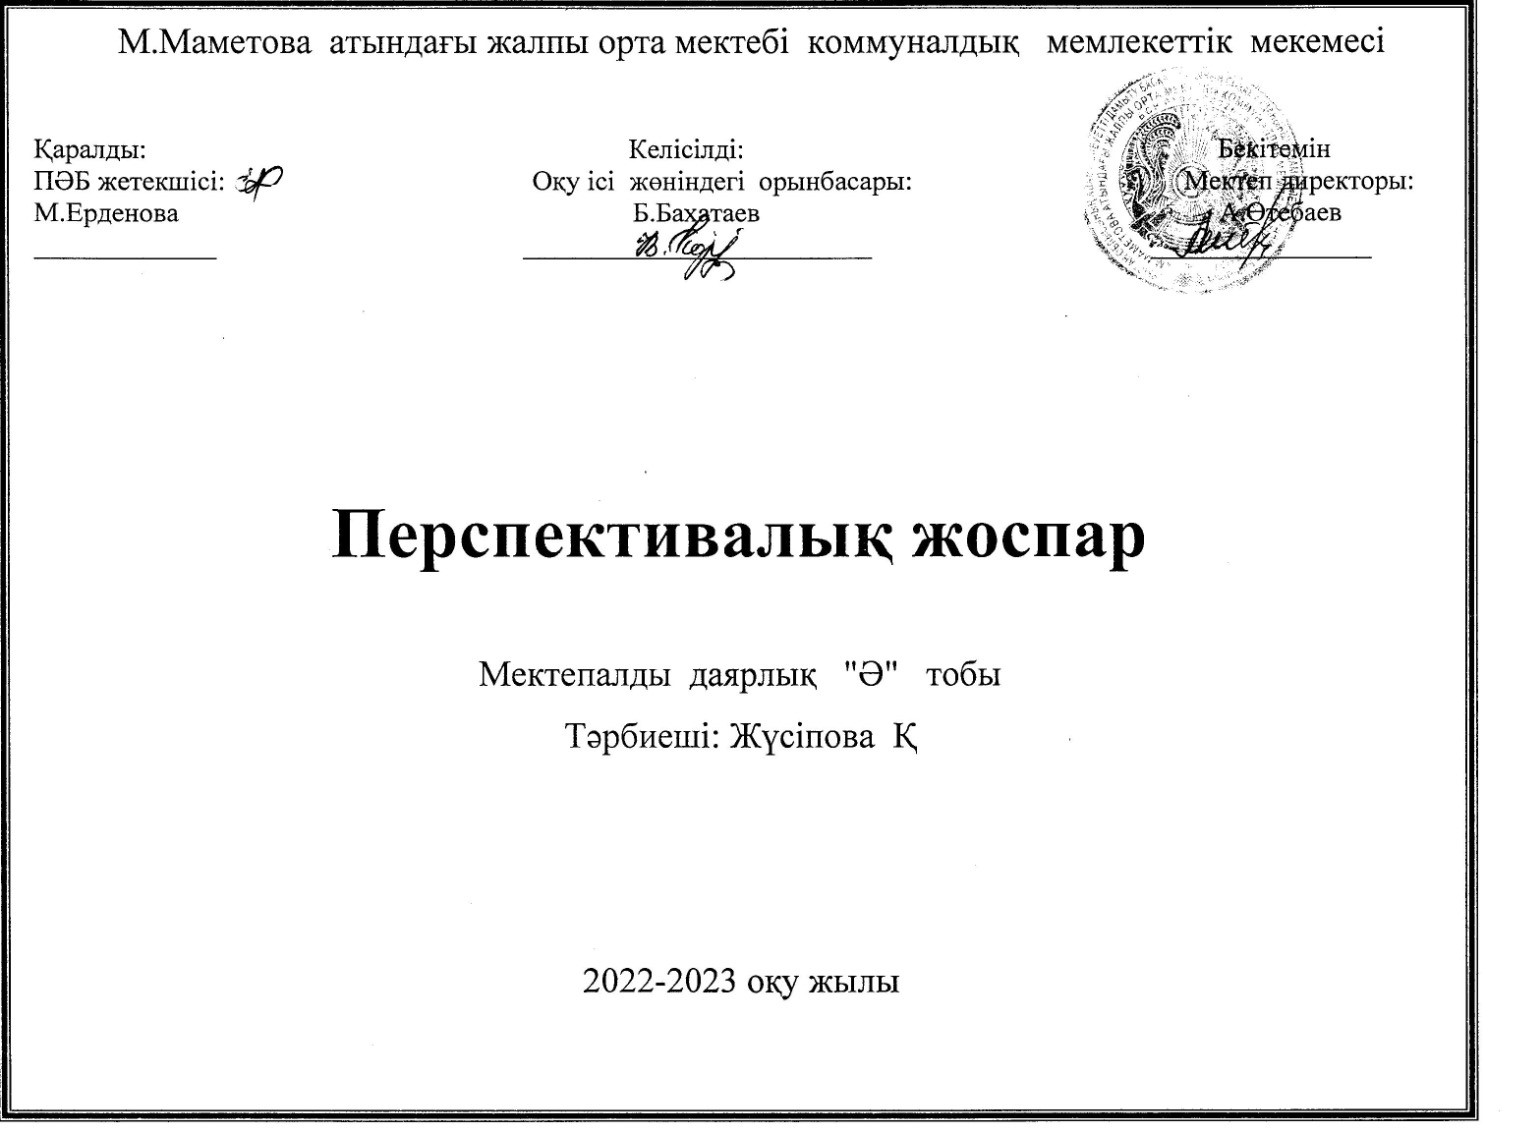 М.Маметова атындағы жалпы орта мектебі коммуналдық мемлекеттік мекемесі
Қаралды:
ПӘБ жетекшісі:
М.Ерденова
Келісілді:
Оқу ісі жөніндегі орынбасары:
Б.Бахатаев
Бекітемін
Мектеп директоры:
А.Өтебаев
Перспективалық жоспар
Мектепалды даярлық "Ә" тобы
Тәрбиеші: Жүсіпова Қ
2022-2023 оқу жылы